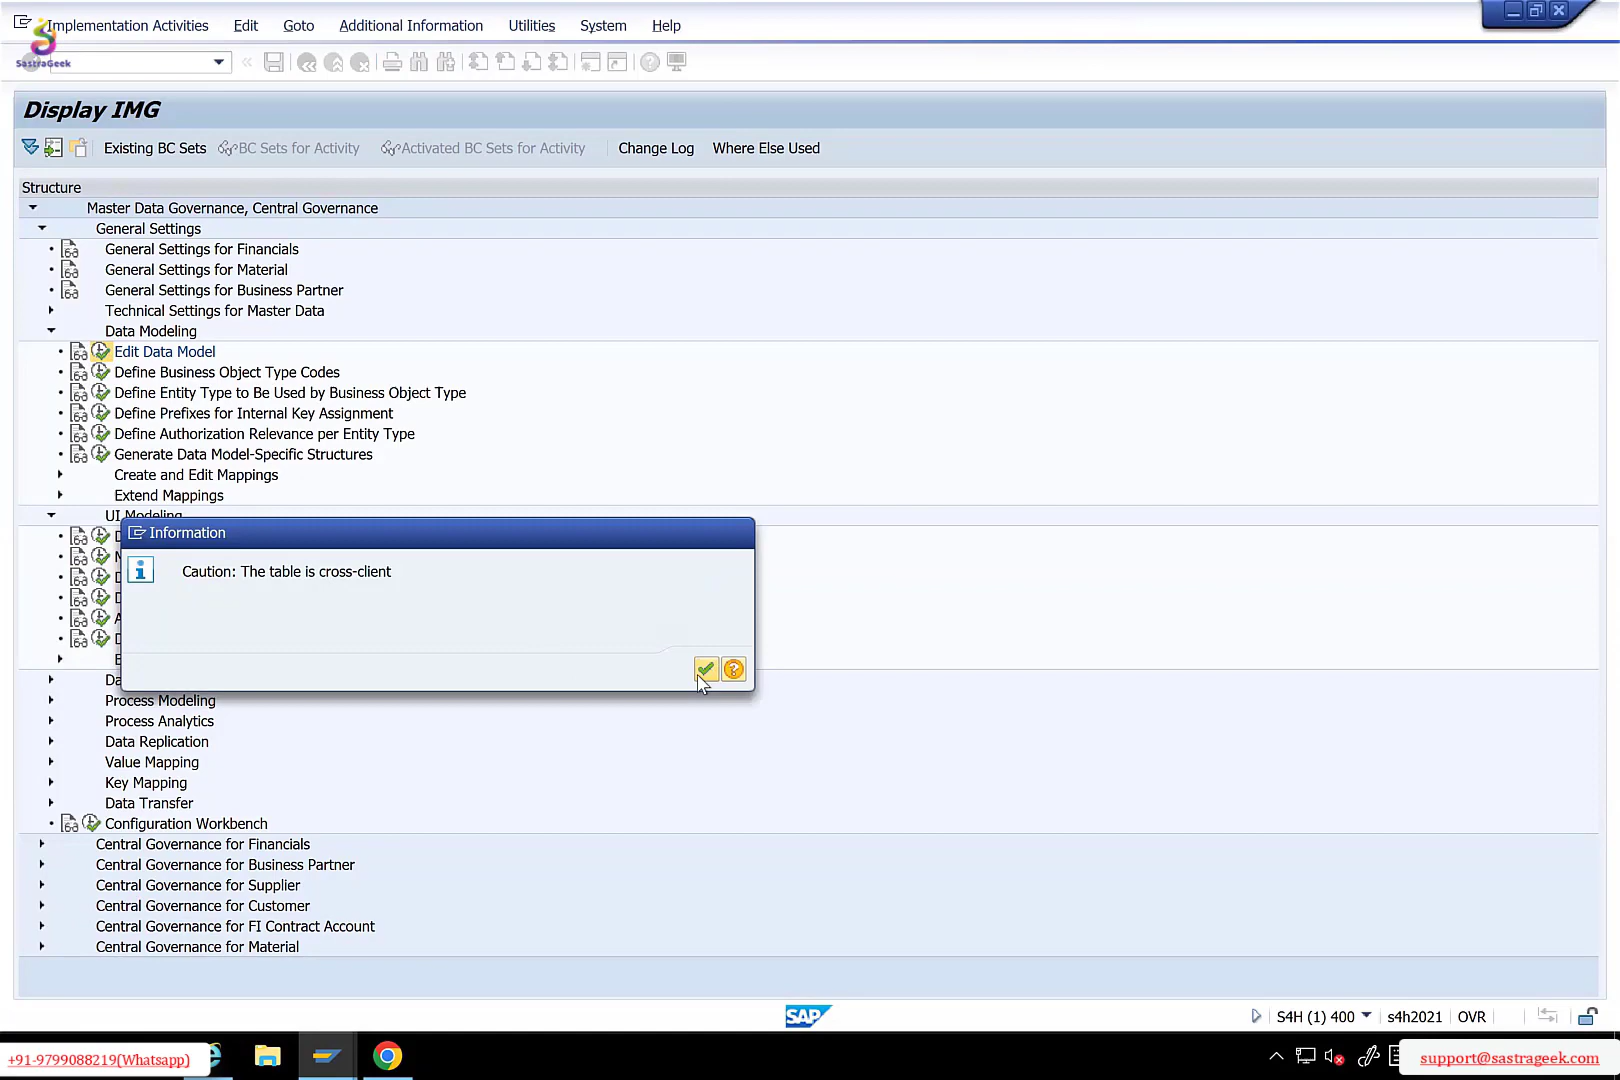 Implementation Activities Edit Goto Additional Information Utilities System Help
SastraGeek
Display IMG
Existing BC Sets BC Sets for Activity Activated BC Sets for Activity Change Log Where Else Used
Structure
Master Data Governance, Central Governance
General Settings
General Settings for Financials
General Settings for Material
General Settings for Business Partner
Technical Settings for Master Data
Data Modeling
Edit Data Model
Define Business Object Type Codes
Define Entity Type to Be Used by Business Object Type
Define Prefixes for Internal Key Assignment
Define Authorization Relevance per Entity Type
Generate Data Model-Specific Structures
Create and Edit Mappings
Extend Mappings
UI Modeling
Information
Caution: The table is cross-client
Process Modeling
Process Analytics
Data Replication
Value Mapping
Key Mapping
Data Transfer
Configuration Workbench
Central Governance for Financials
Central Governance for Business Partner
Central Governance for Supplier
Central Governance for Customer
Central Governance for FI Contract Account
Central Governance for Material
SAP S4H (1) 400 s4h2021 OVR
+91-9799088219(Whatsapp) support@sastrageek.com